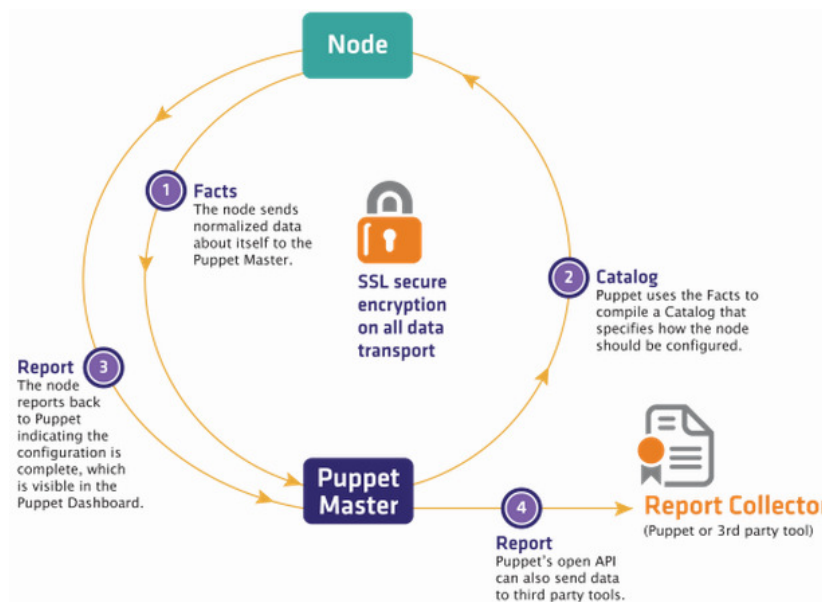 Node
1
Facts
The node sends
normalized data
about itself to the
Puppet Master.
SSL secure
encryption
on all data
transport
2
Catalog
Puppet uses the Facts to
compile a Catalog that
specifies how the node
should be configured.
Report
3
The node
reports back
to Puppet
indicating the
configuration is
complete, which
is visible in the
Puppet Dashboard.
Puppet
Master
4
Report
Puppet's open API
can also send data
to third party tools.
Report Collecto
(Puppet or 3rd party tool)